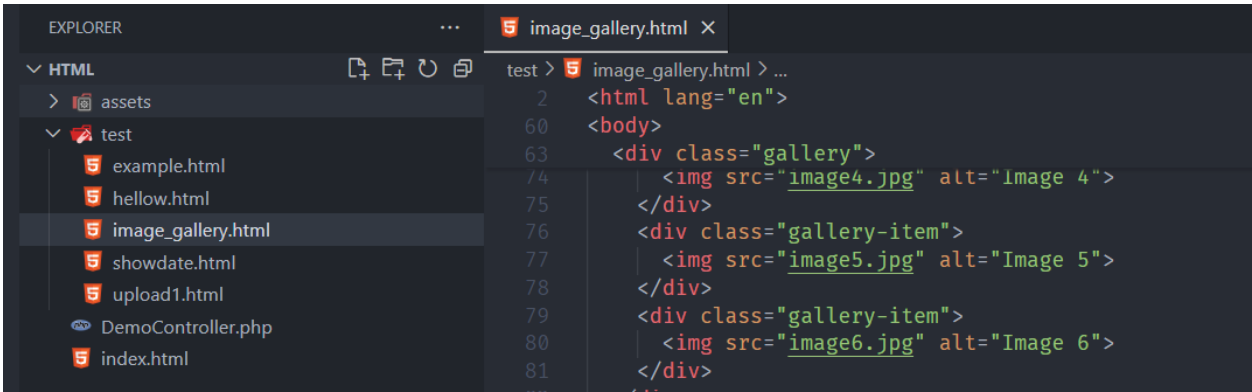 EXPLORER
HTML
assets
test
example.html
hellow.html
image_gallery.html
showdate.html
upload1.html
DemoController.php
index.html
image_gallery.html
test > image_gallery.html > ...
2 <html lang="en">
60 <body>
63 <div class="gallery">
74 <img src="image4.jpg" alt="Image 4">
75 </div>
76 <div class="gallery-item">
77 <img src="image5.jpg" alt="Image 5">
78 </div>
79 <div class="gallery-item">
80 <img src="image6.jpg" alt="Image 6">
81 </div>